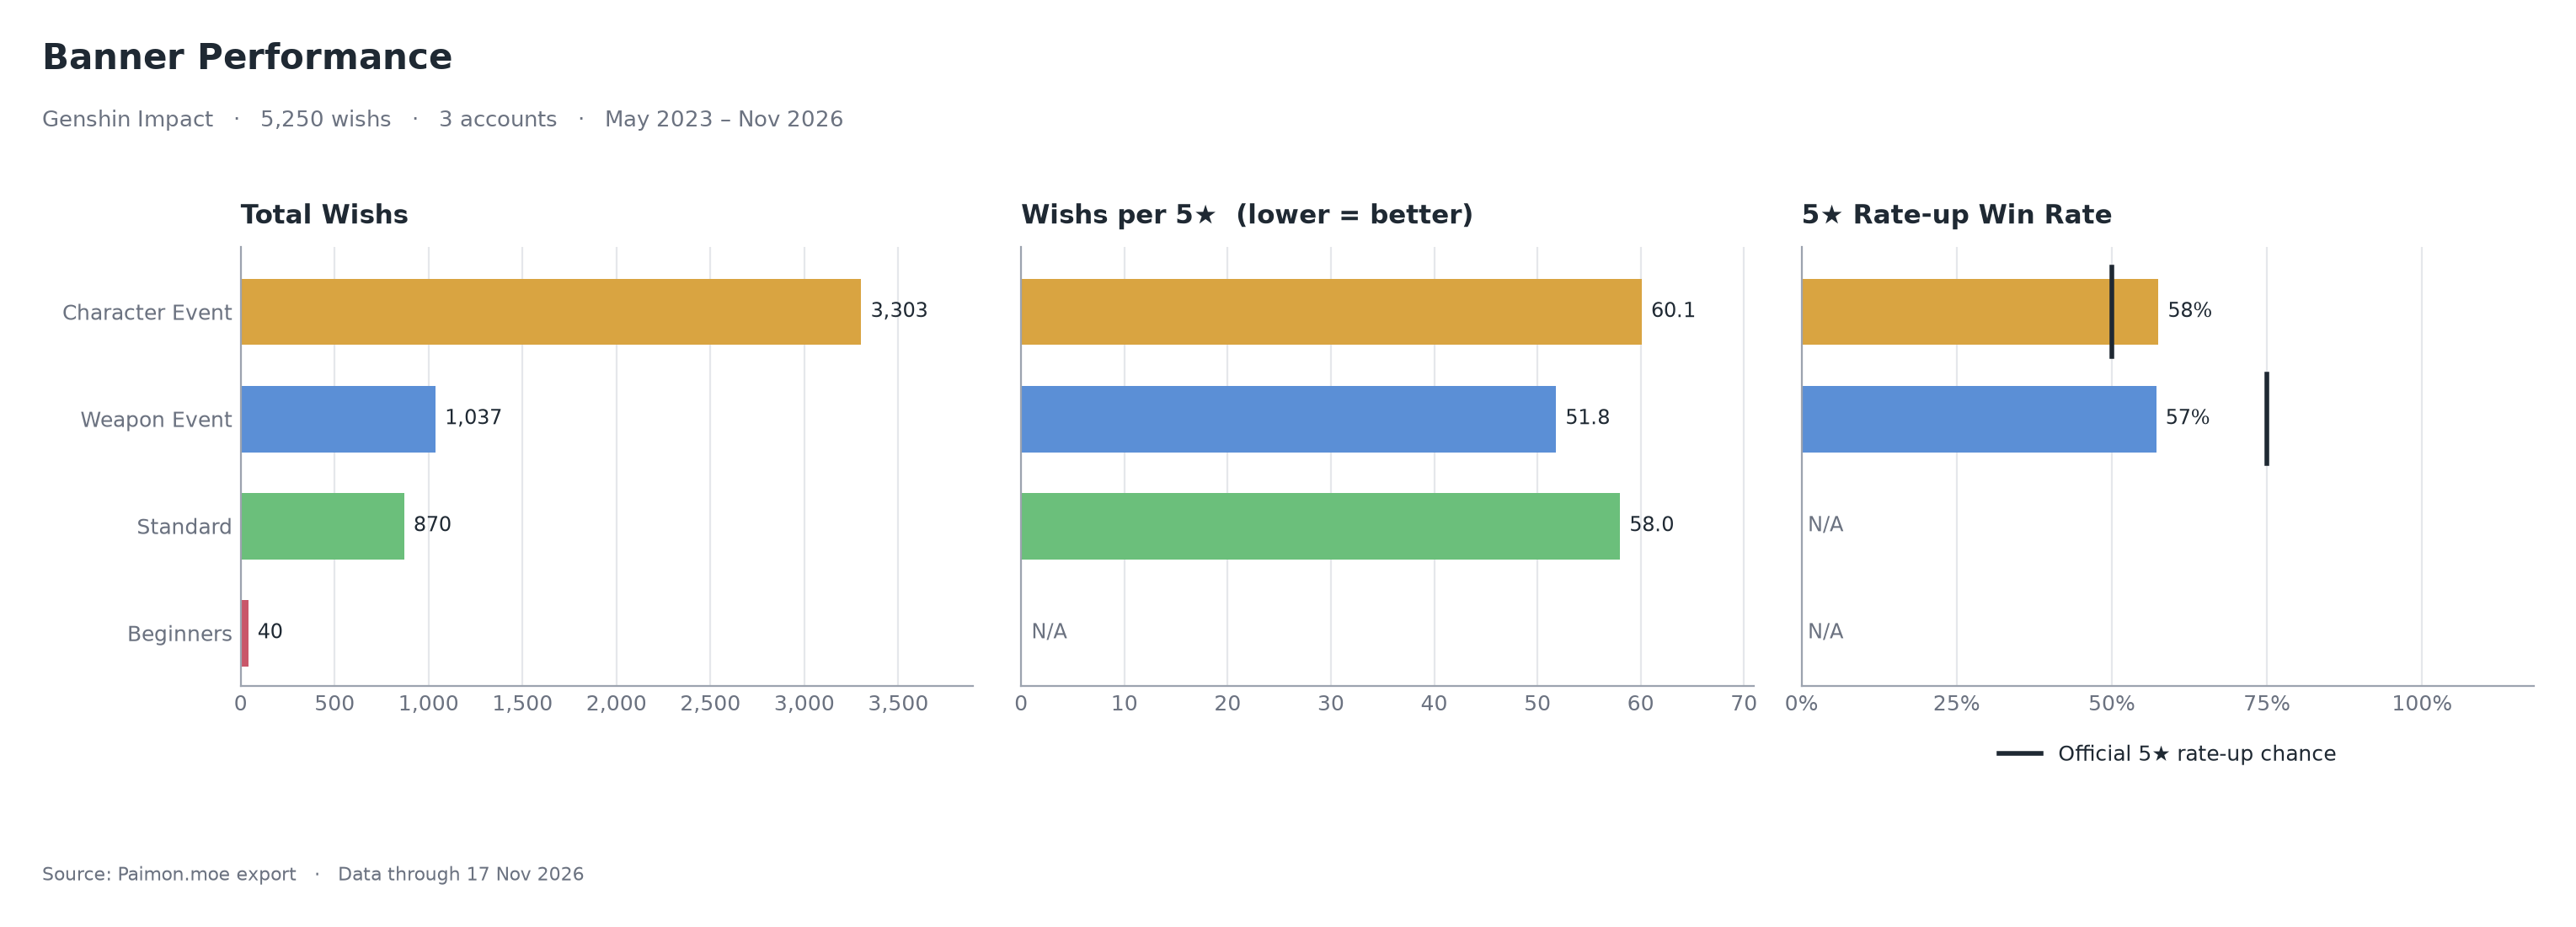 Banner Performance
Genshin Impact · 5,250 wishs · 3 accounts · May 2023 – Nov 2026
Total Wishs
Character Event
3,303
Weapon Event
1,037
Standard
870
Beginners
40
0 500 1,000 1,500 2,000 2,500 3,000 3,500
Wishs per 5★ (lower = better)
60.1
51.8
58.0
N/A
0 10 20 30 40 50 60 70
5★ Rate-up Win Rate
58%
57%
N/A
N/A
0% 25% 50% 75% 100%
Official 5★ rate-up chance
Source: Paimon.moe export · Data through 17 Nov 2026